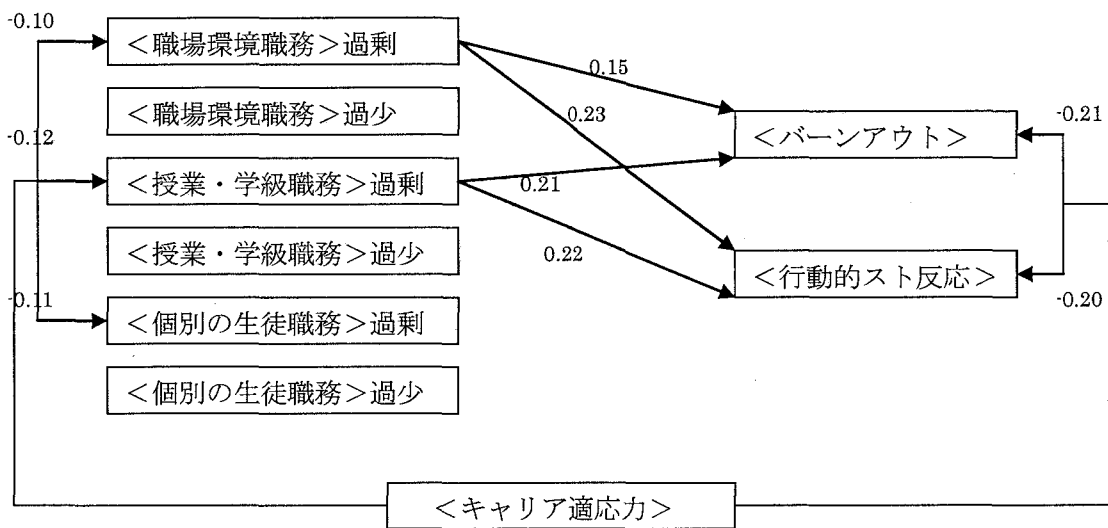 -0.10
＜職場環境職務＞過剰
0.15
＜職場環境職務＞過少
0.23
-0.12
＜バーンアウト＞
-0.21
＜授業・学級職務＞過剰
0.21
＜授業・学級職務＞過少
0.22
＜行動的スト反応＞
-0.11
-0.20
＜個別の生徒職務＞過剰
＜個別の生徒職務＞過少
＜キャリア適応力＞